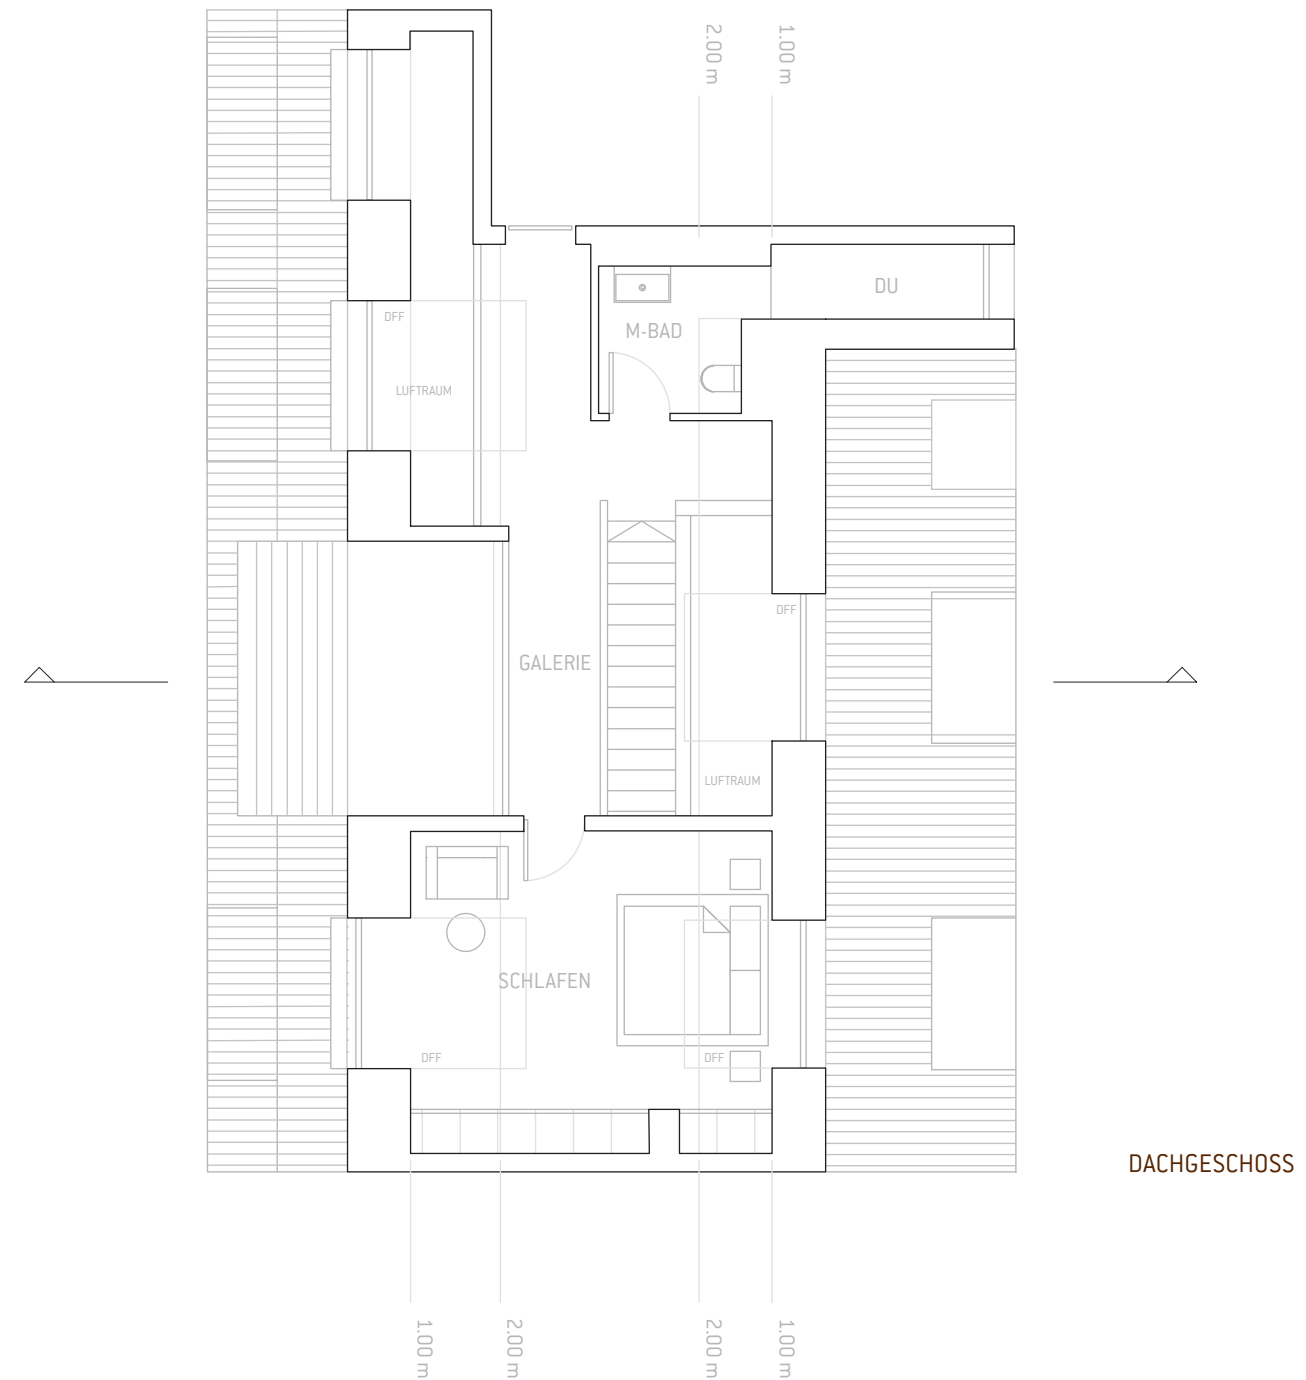 2.00 m
1.00 m
DU
DFF
M-BAD
LUFTRAUM
DFF
GALERIE
LUFTRAUM
SCHLAFEN
DFF
DFF
DACHGESCHOSS
1.00 m
2.00 m
2.00 m
1.00 m